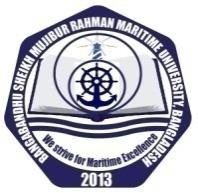 BANGABANDHU SHEIKH MUJIBUR RAHMAN MARITIME UNIVERSITY, BANGLADESH
We strive for Maritime Excellence
2013